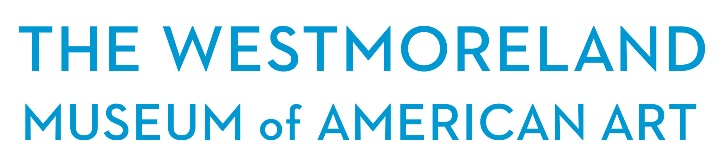 THE WESTMORELAND
MUSEUM of AMERICAN ART